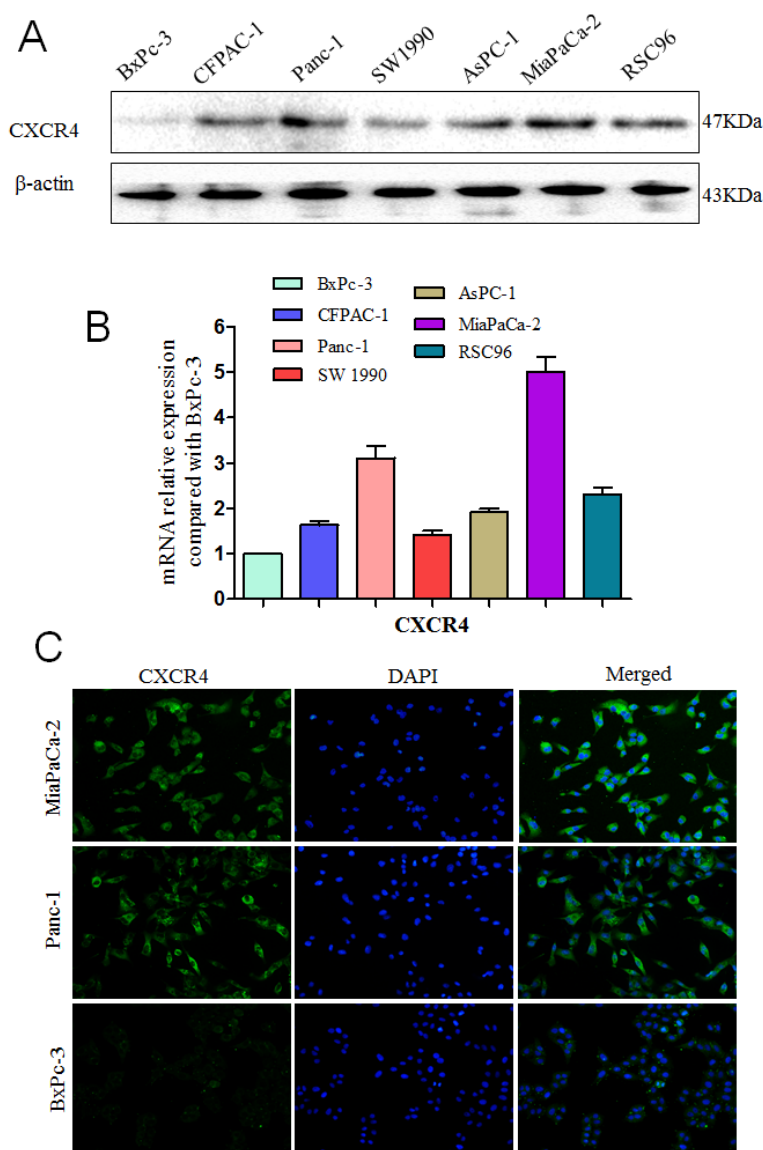 A
BxPc-3
CFPAC-1
Panc-1
SW1990
AsPC-1
MiaPaCa-2
RSC96
CXCR4
47KDa
β-actin
43KDa
B
BxPc-3
CFPAC-1
Panc-1
SW 1990
AsPC-1
MiaPaCa-2
RSC96
mRNA relative expression
compared with BxPc-3
6
5
4
3
2
1
0
CXCR4
C
CXCR4
DAPI
Merged
MiaPaCa-2
Panc-1
BxPc-3